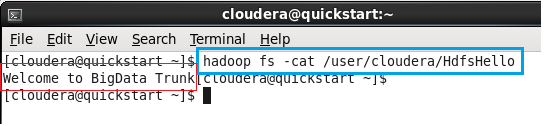 cloudera@quickstart:~
File Edit View Search Terminal Help
[cloudera@quickstart ~]$ hadoop fs -cat /user/cloudera/HdfsHello
Welcome to BigData Trunk[cloudera@quickstart ~]$
[cloudera@quickstart ~]$